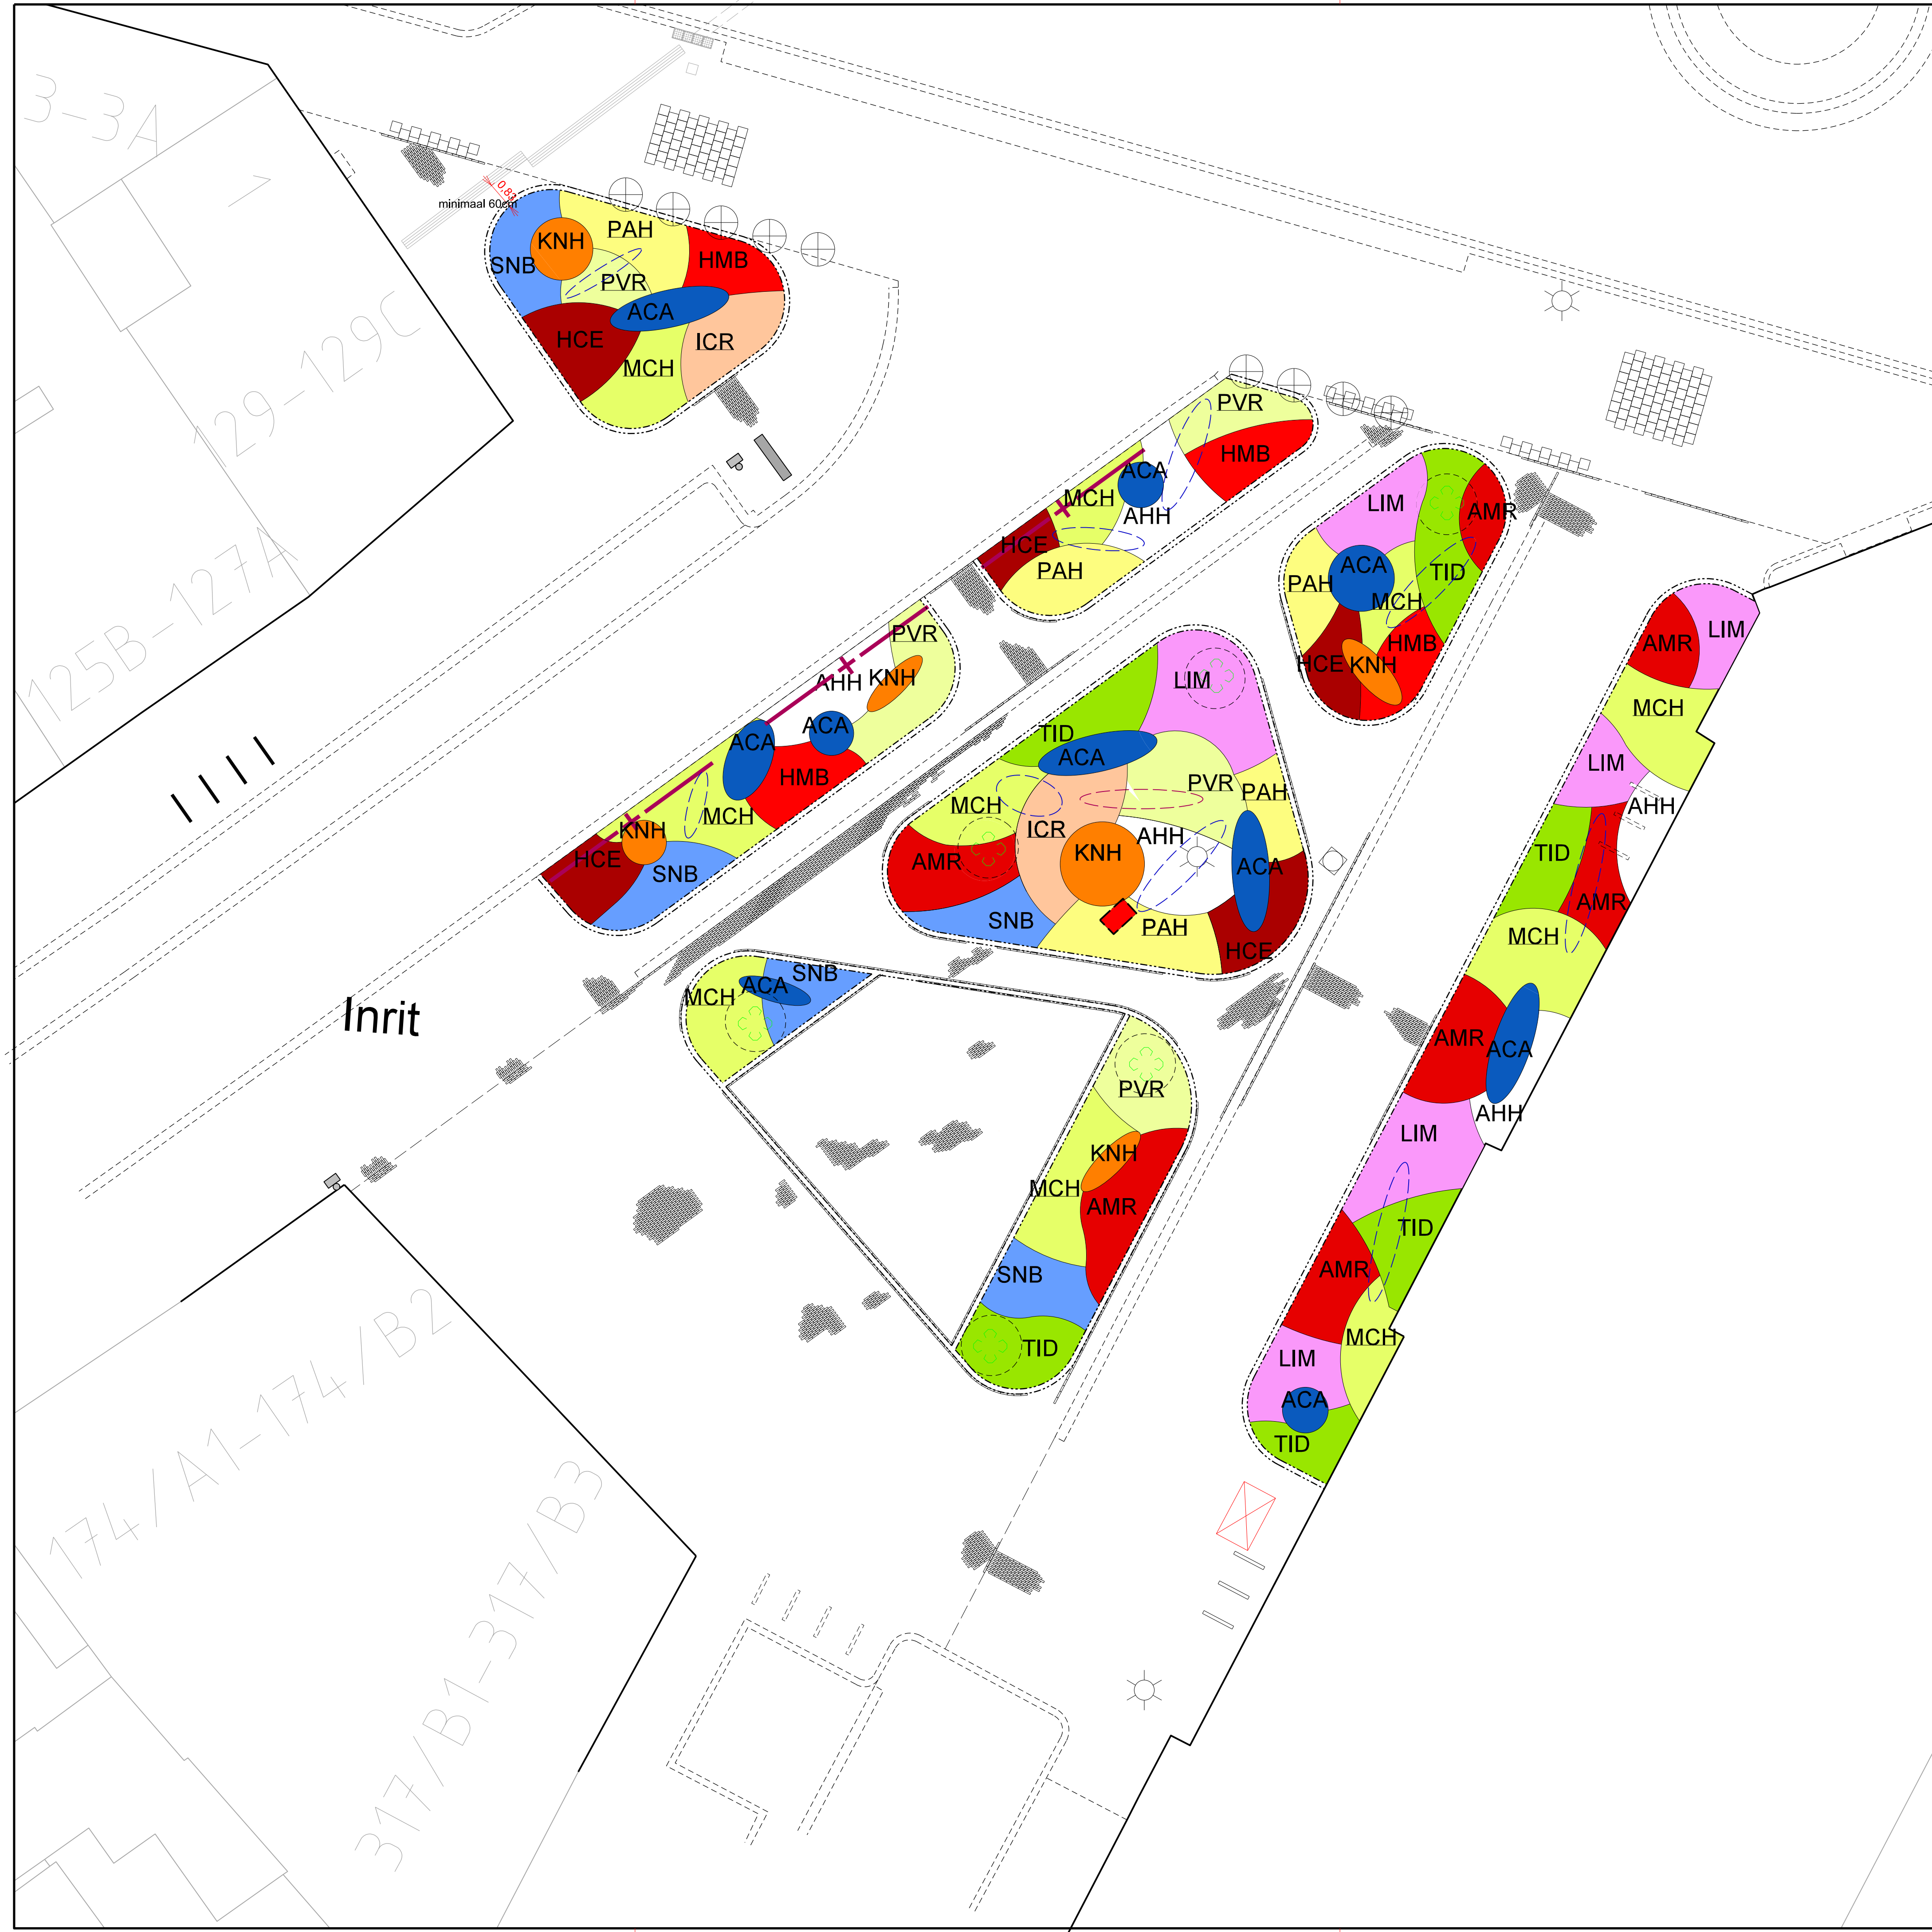 3-3A
1
0,83
minimaal 60cm
KNH
PAH
SNB
HMB
PVR
ACA
HCE
ICR
MCH
129-129C
PVR
HMB
ACA
MCH
AHH
HCE
PAH
LIM
AMR
ACA
TID
PAH
MCH
HMB
HCE
KNH
125B-127A
PVR
KNH
AHH
ACA
ACA
HMB
MCH
KNH
HCE
SNB
LIM
TID
ACA
PVR
PAH
MCH
ICR
AHH
KNH
AMR
ACA
SNB
PAH
HCE
LIM
AMR
MCH
LIM
AHH
TID
AMR
MCH
AMR
ACA
AHH
LIM
TID
AMR
MCH
LIM
ACA
TID
Inrit
SNB
ACA
MCH
PVR
KNH
MCH
AMR
SNB
TID
174/A1-174/B2
317/B1-317/B3